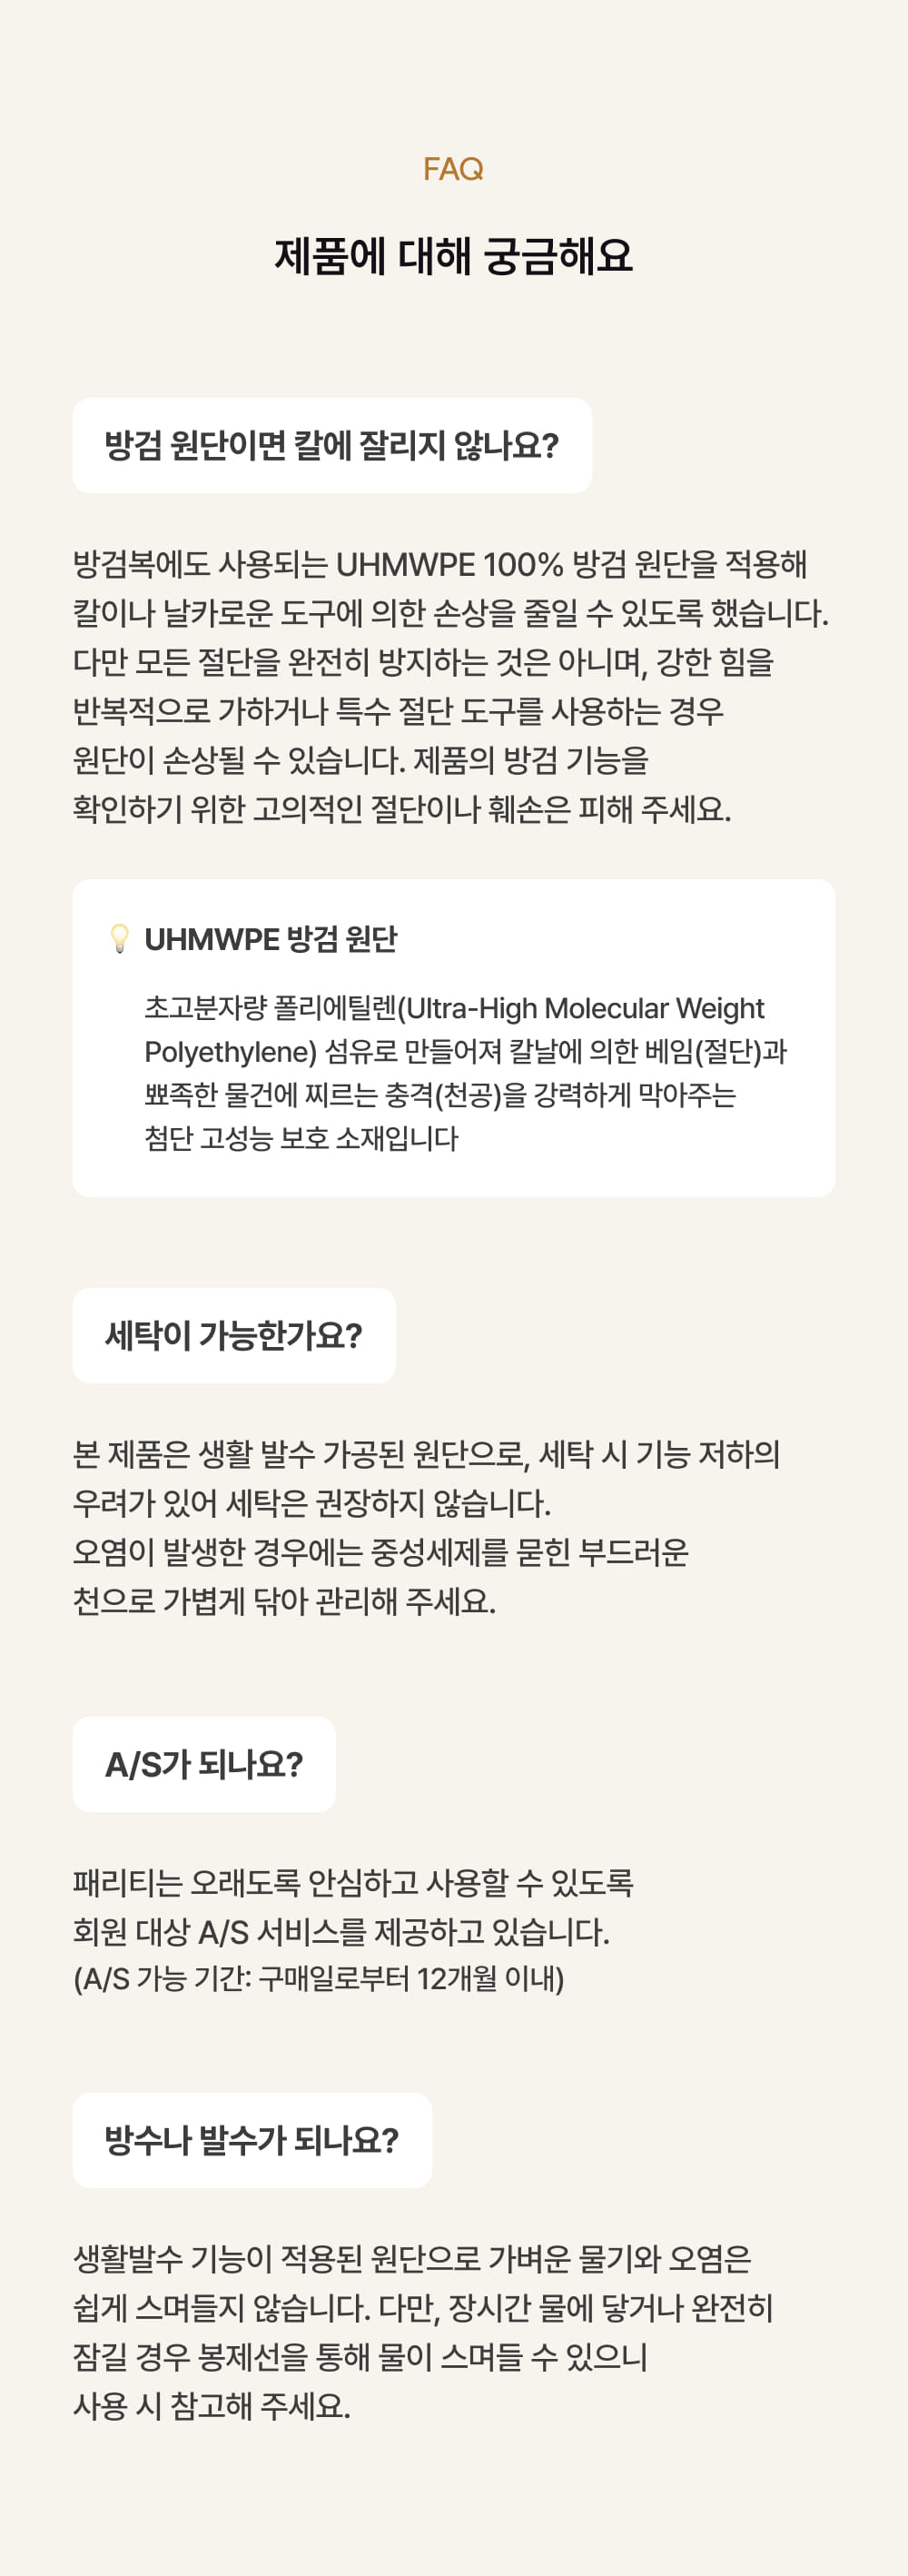 FAQ
제품에 대해 궁금해요
방검 원단이면 칼에 잘리지 않나요?
방검복에도 사용되는 UHMWPE 100% 방검 원단을 적용해
칼이나 날카로운 도구에 의한 손상을 줄일 수 있도록 했습니다.
다만 모든 절단을 완전히 방지하는 것은 아니며, 강한 힘을
반복적으로 가하거나 특수 절단 도구를 사용하는 경우
원단이 손상될 수 있습니다. 제품의 방검 기능을
확인하기 위한 고의적인 절단이나 훼손은 피해 주세요.
UHMWPE 방검 원단
초고분자량 폴리에틸렌(Ultra-High Molecular Weight
Polyethylene) 섬유로 만들어져 칼날에 의한 베임(절단)과
뾰족한 물건에 찌르는 충격(천공)을 강력하게 막아주는
첨단 고성능 보호 소재입니다
세탁이 가능한가요?
본 제품은 생활 발수 가공된 원단으로, 세탁 시 기능 저하의
우려가 있어 세탁은 권장하지 않습니다.
오염이 발생한 경우에는 중성세제를 묻힌 부드러운
천으로 가볍게 닦아 관리해 주세요.
A/S가 되나요?
패리티는 오래도록 안심하고 사용할 수 있도록
회원 대상 A/S 서비스를 제공하고 있습니다.
(A/S 가능 기간: 구매일로부터 12개월 이내)
방수나 발수가 되나요?
생활발수 기능이 적용된 원단으로 가벼운 물기와 오염은
쉽게 스며들지 않습니다. 다만, 장시간 물에 닿거나 완전히
잠길 경우 봉제선을 통해 물이 스며들 수 있으니
사용 시 참고해 주세요.